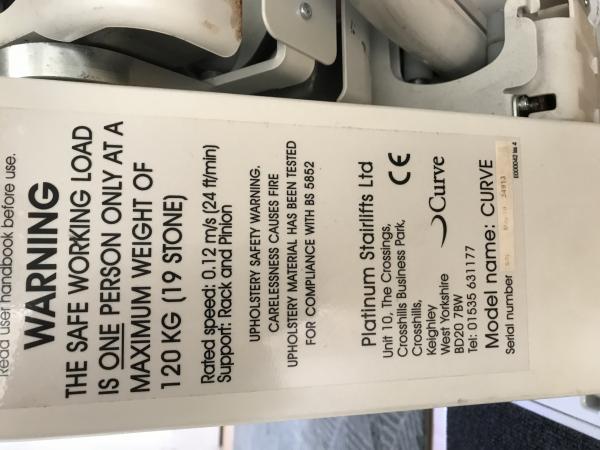 Read user handbook before use.
WARNING
THE SAFE WORKING LOAD
IS ONE PERSON ONLY AT A
MAXIMUM WEIGHT OF
120 KG (19 STONE)
Rated speed: 0.12 m/s (24 ft/min)
Support: Rack and Pinion
UPHOLSTERY SAFETY WARNING.
CARELESSNESS CAUSES FIRE
UPHOLSTERY MATERIAL HAS BEEN TESTED
FOR COMPLIANCE WITH BS 5852
Platinum Stairlifts Ltd
Unit 10, The Crossings,
Crosshills Business Park,
Crosshills,
Keighley
West Yorkshire
BD20 7BW
Tel: 01535 631177
CE
Curve
Model name: CURVE
Serial number